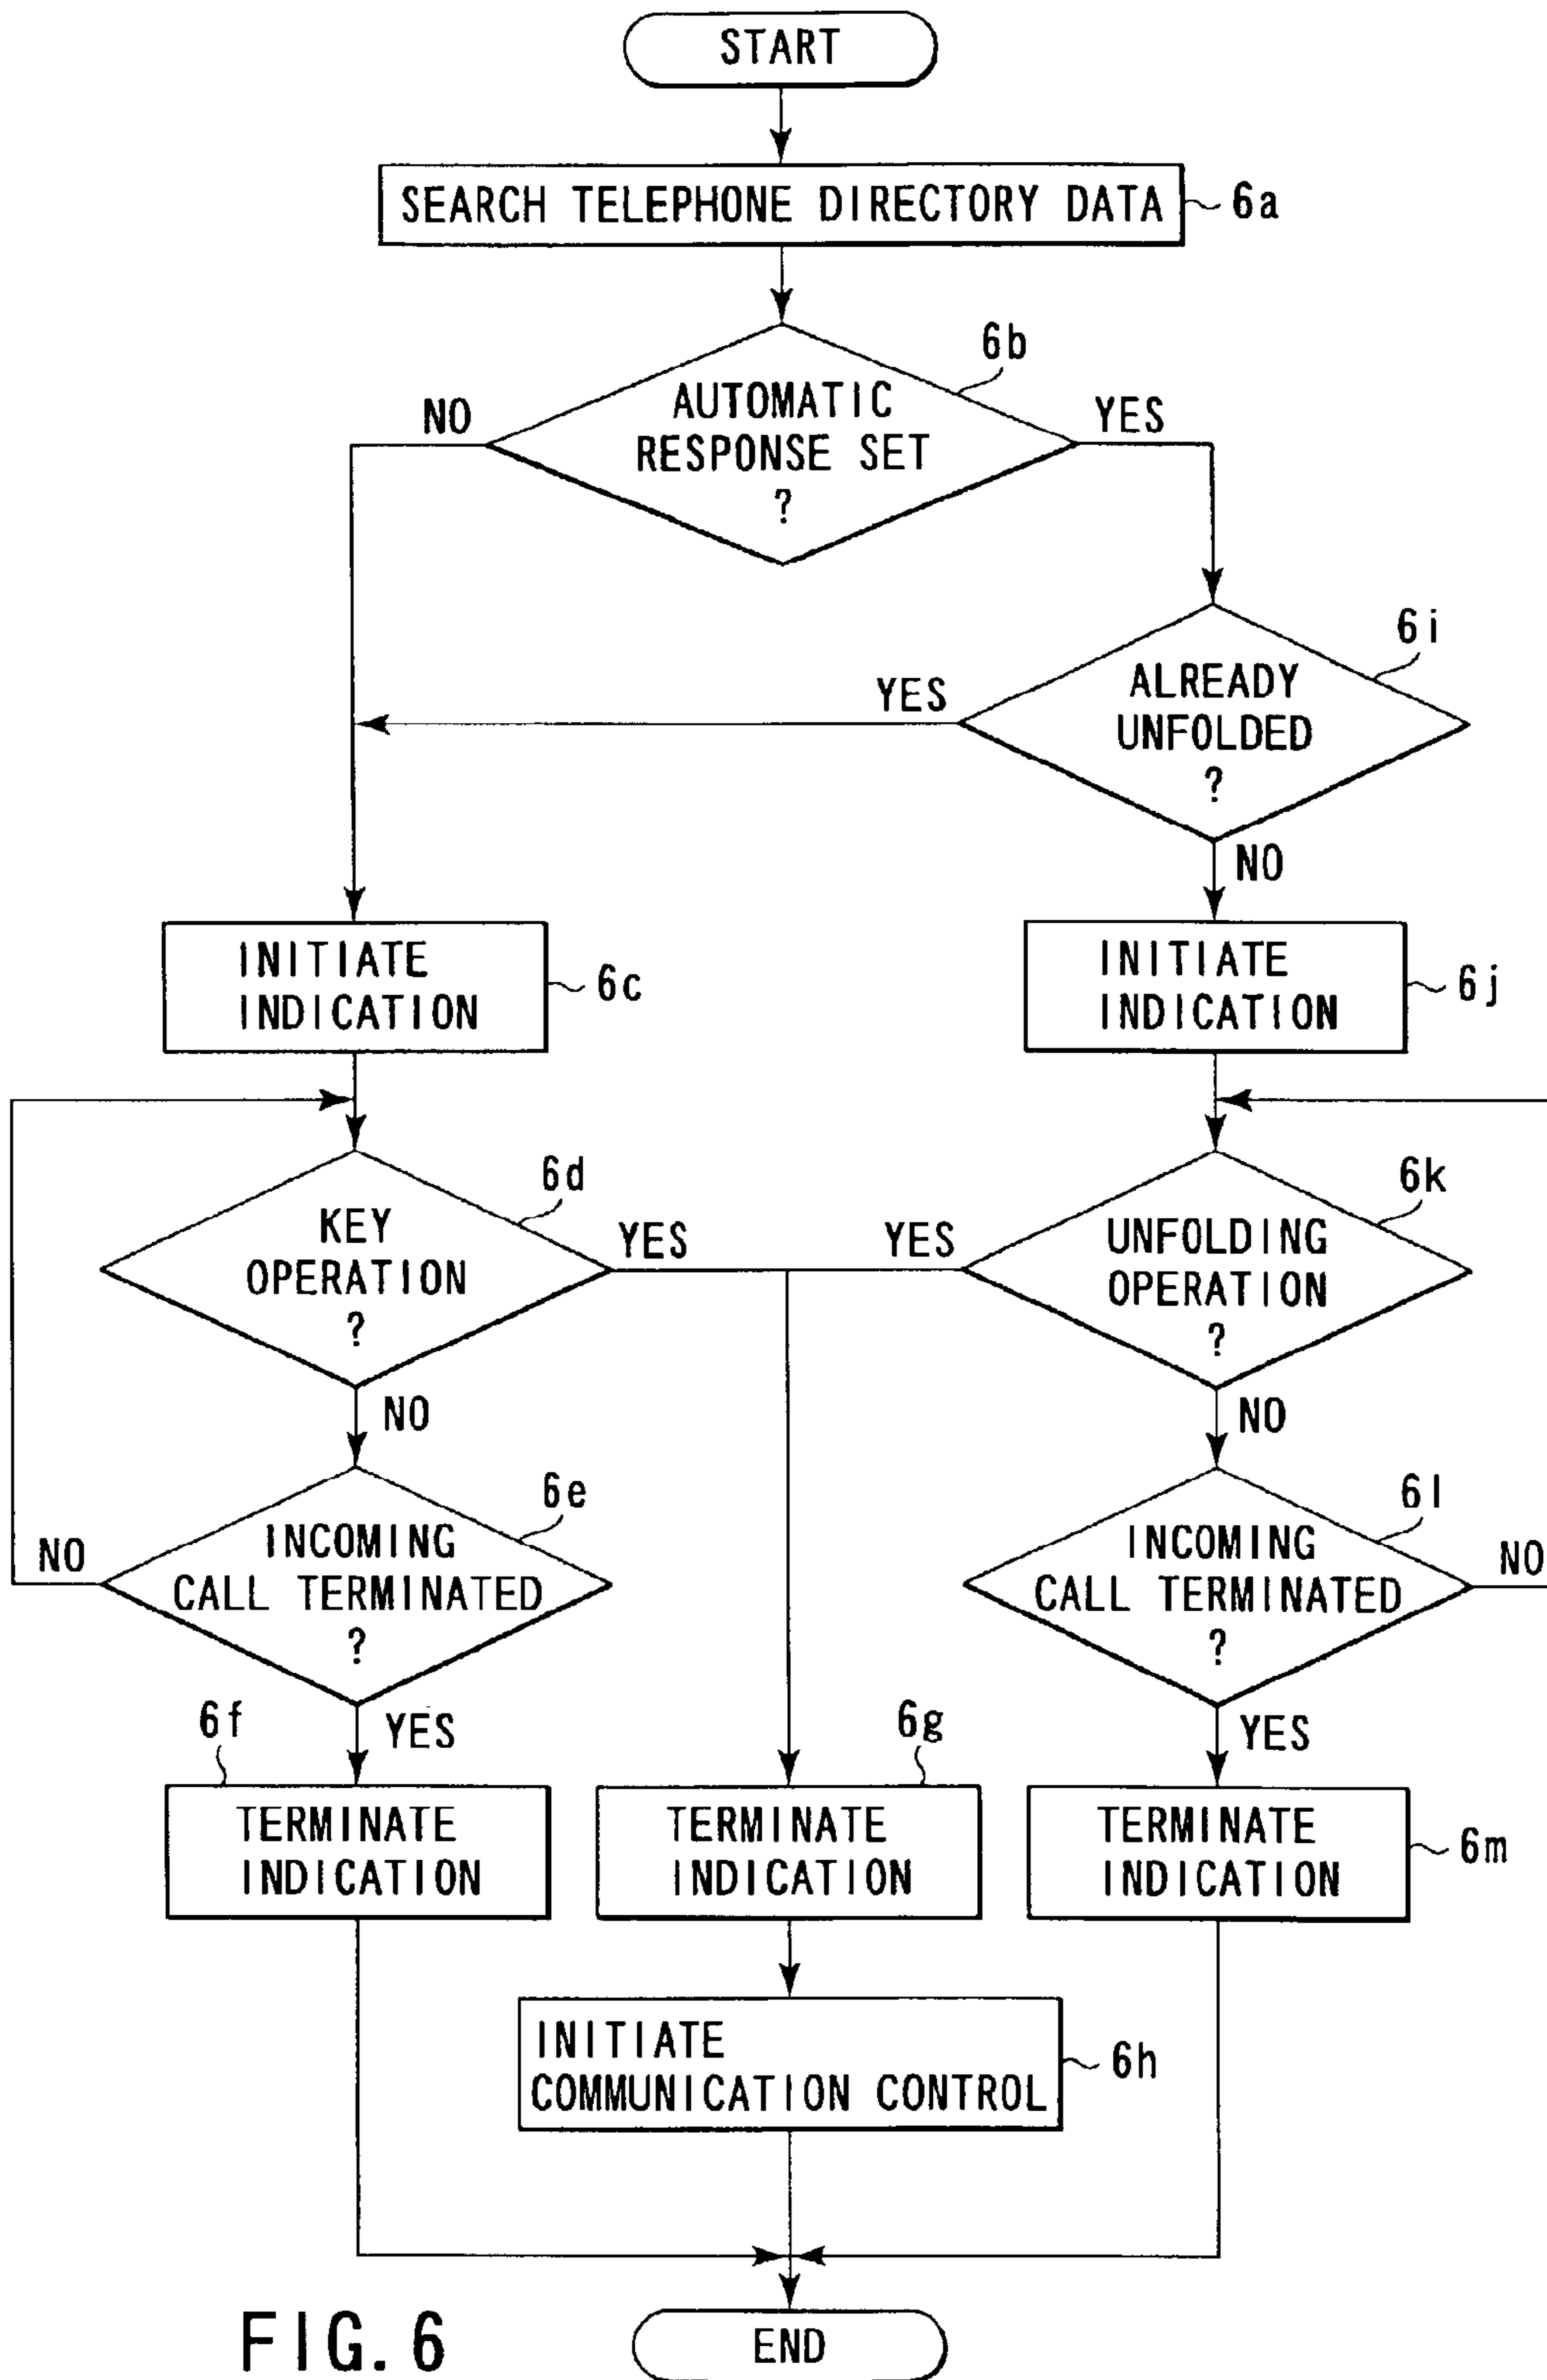 START
SEARCH TELEPHONE DIRECTORY DATA
6a
6b
AUTOMATIC
RESPONSE SET
?
NO
YES
6i
ALREADY
UNFOLDED
?
YES
NO
INITIATE
INDICATION
6c
INITIATE
INDICATION
6j
6d
KEY
OPERATION
?
YES
NO
6k
UNFOLDING
OPERATION
?
YES
NO
6e
INCOMING
CALL TERMINATED
?
NO
YES
6l
INCOMING
CALL TERMINATED
?
NO
YES
6f
TERMINATE
INDICATION
6g
TERMINATE
INDICATION
TERMINATE
INDICATION
6m
INITIATE
COMMUNICATION CONTROL
6h
END
FIG. 6